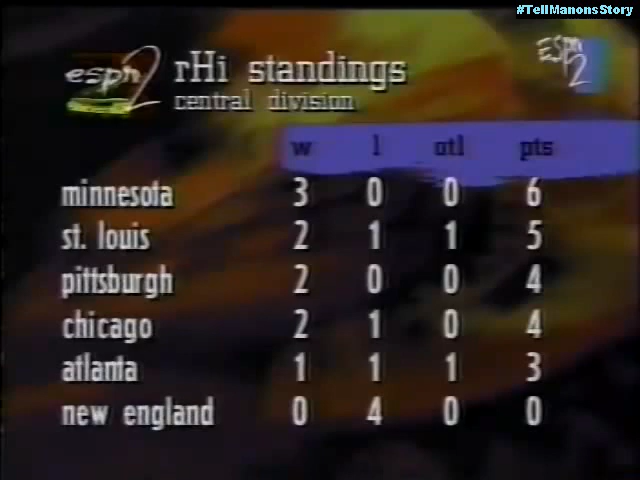 #TellManonsStory
espn2 rHi standings ESPN2
central division
w l otl pts
minnesota 3 0 0 6
st. louis 2 1 1 5
pittsburgh 2 0 0 4
chicago 2 1 0 4
atlanta 1 1 1 3
new england 0 4 0 0